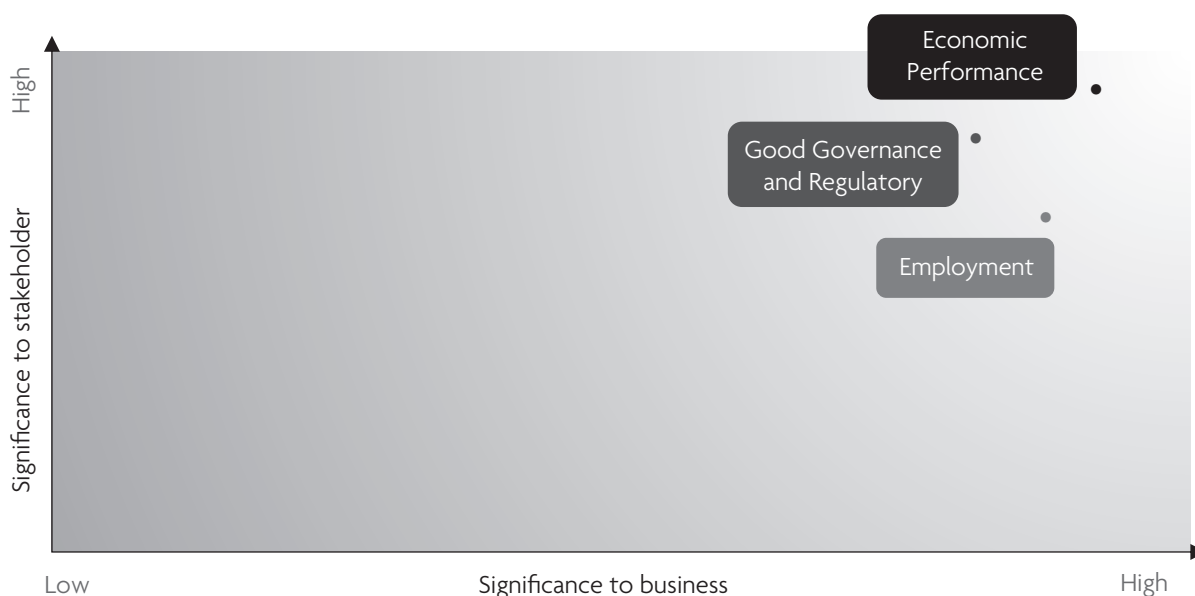 High
Significance to stakeholder
Economic
Performance
Good Governance
and Regulatory
Employment
Low
Significance to business
High